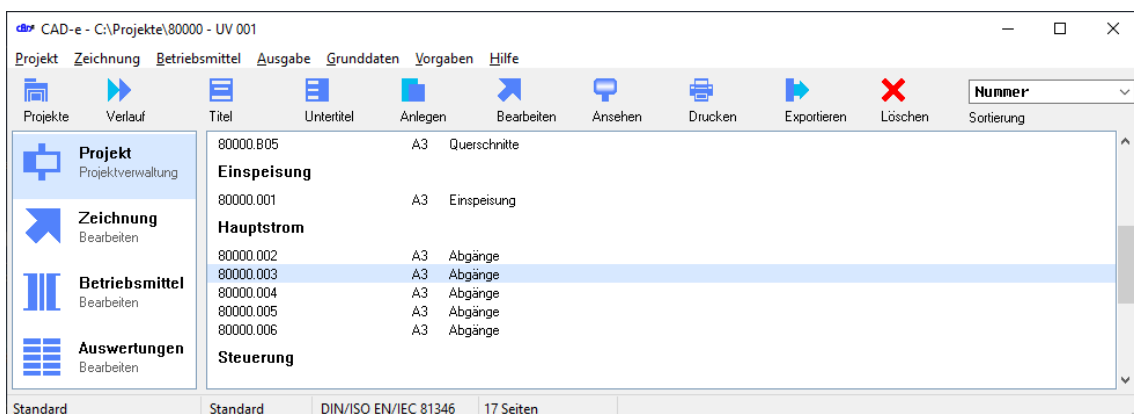 CAD-e - C:\Projekte\80000 - UV 001
Projekt Zeichnung Betriebsmittel Ausgabe Grunddaten Vorgaben Hilfe
Projekte Verlauf Titel Untertitel Anlegen Bearbeiten Ansehen Drucken Exportieren Löschen
Nummer
Sortierung
Projekt
Projektverwaltung
Zeichnung
Bearbeiten
Betriebsmittel
Bearbeiten
Auswertungen
Bearbeiten
80000.B05 A3 Querschnitte
Einspeisung
80000.001 A3 Einspeisung
Hauptstrom
80000.002 A3 Abgänge
80000.003 A3 Abgänge
80000.004 A3 Abgänge
80000.005 A3 Abgänge
80000.006 A3 Abgänge
Steuerung
Standard Standard DIN/ISO EN/IEC 81346 17 Seiten